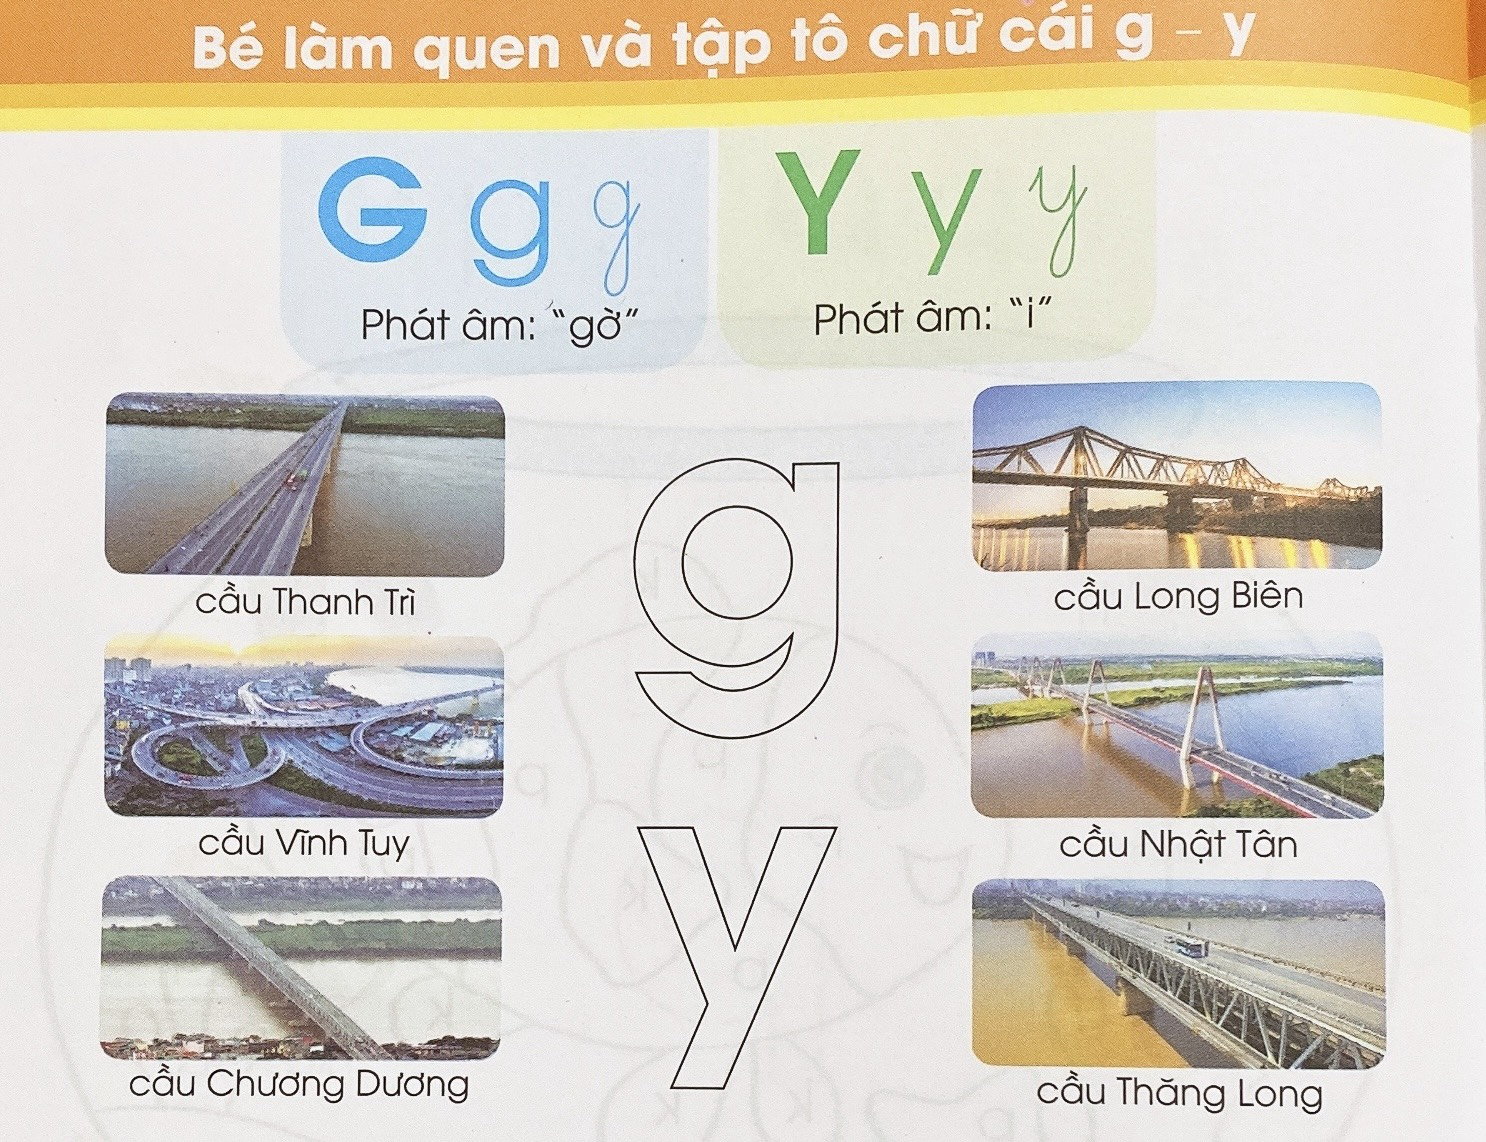 Bé làm quen và tập tô chữ cái g – y
G g g
Y y y
Phát âm: “gờ”
Phát âm: “i”
cầu Thanh Trì
g
cầu Long Biên
cầu Vĩnh Tuy
cầu Nhật Tân
y
cầu Chương Dương
cầu Thăng Long